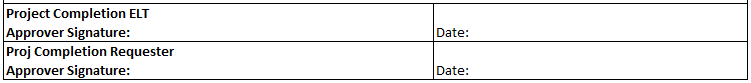 Project Completion ELT
Approver Signature: Date:
Proj Completion Requester
Approver Signature: Date: